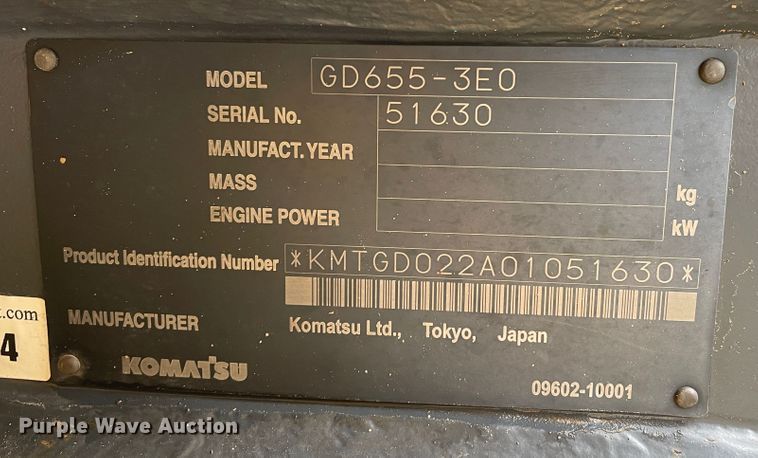 MODEL GD655-3E0
SERIAL No. 51630
MANUFACT. YEAR
MASS kg
ENGINE POWER kW
Product Identification Number *KMTGD022A01051630*
MANUFACTURER Komatsu Ltd., Tokyo, Japan
KOMATSU
09602-10001
.com
4
Purple Wave Auction